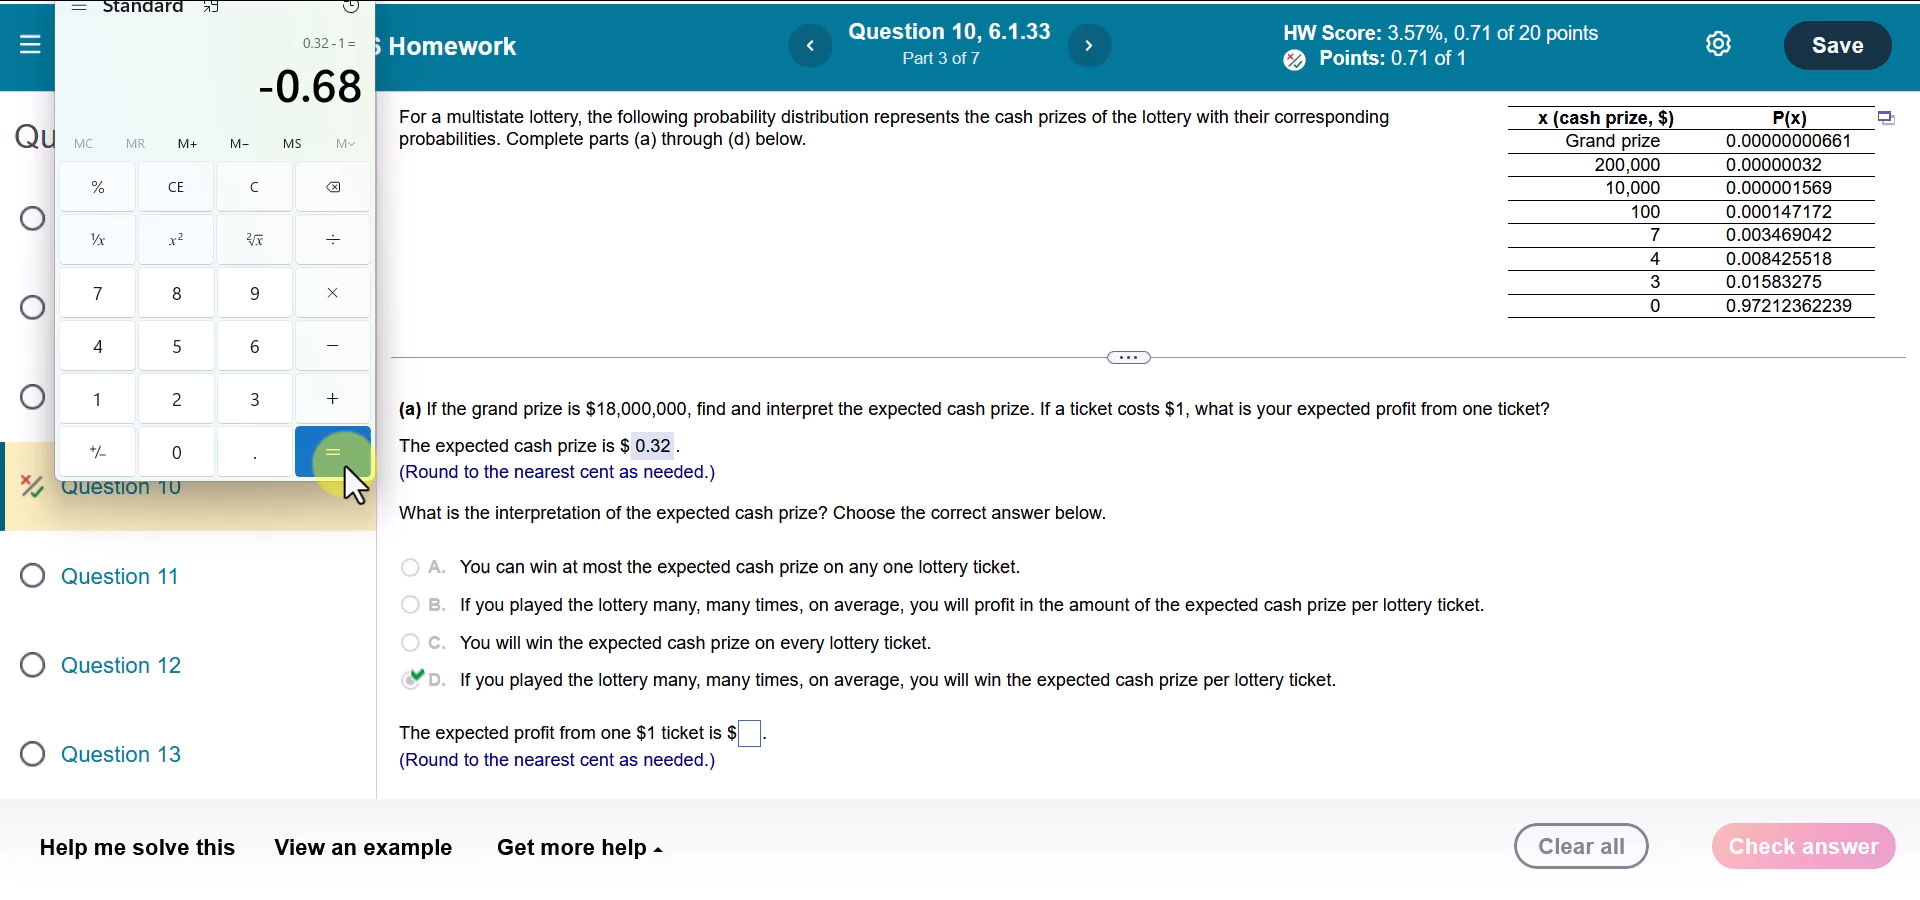 Standard
0.32 - 1 =
-0.68
MC MR M+ M- MS M
% CE C
¹/x x² ²√x ÷
7 8 9 ×
4 5 6 −
1 2 3 +
+/- 0 . =
Homework
Question 10, 6.1.33
Part 3 of 7
HW Score: 3.57%, 0.71 of 20 points
Points: 0.71 of 1
Save
Qu
Question 10
Question 11
Question 12
Question 13
For a multistate lottery, the following probability distribution represents the cash prizes of the lottery with their corresponding
probabilities. Complete parts (a) through (d) below.
x (cash prize, $) P(x)
Grand prize 0.00000000661
200,000 0.00000032
10,000 0.000001569
100 0.000147172
7 0.003469042
4 0.008425518
3 0.01583275
0 0.97212362239
(a) If the grand prize is $18,000,000, find and interpret the expected cash prize. If a ticket costs $1, what is your expected profit from one ticket?
The expected cash prize is $ 0.32 .
(Round to the nearest cent as needed.)
What is the interpretation of the expected cash prize? Choose the correct answer below.
A. You can win at most the expected cash prize on any one lottery ticket.
B. If you played the lottery many, many times, on average, you will profit in the amount of the expected cash prize per lottery ticket.
C. You will win the expected cash prize on every lottery ticket.
D. If you played the lottery many, many times, on average, you will win the expected cash prize per lottery ticket.
The expected profit from one $1 ticket is $ .
(Round to the nearest cent as needed.)
Help me solve this View an example Get more help
Clear all Check answer